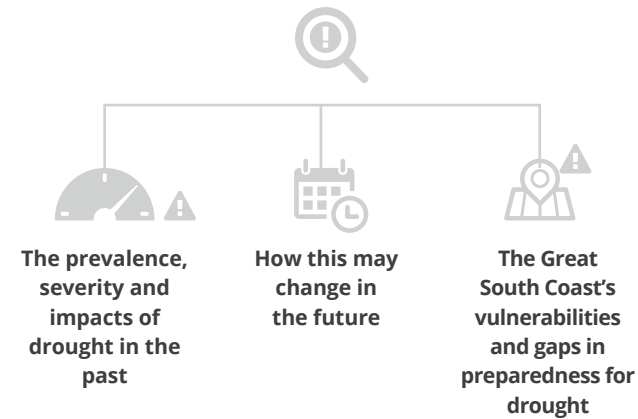 The prevalence,
severity and
impacts of
drought in the
past
How this may
change in
the future
The Great
South Coast’s
vulnerabilities
and gaps in
preparedness for
drought